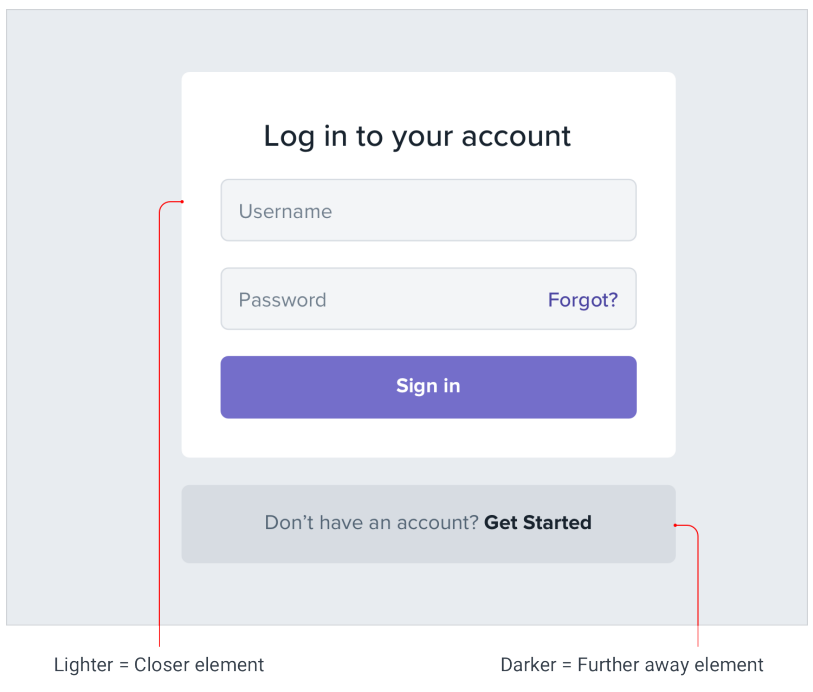 Log in to your account
Username
Password Forgot?
Sign in
Don’t have an account? Get Started
Lighter = Closer element Darker = Further away element